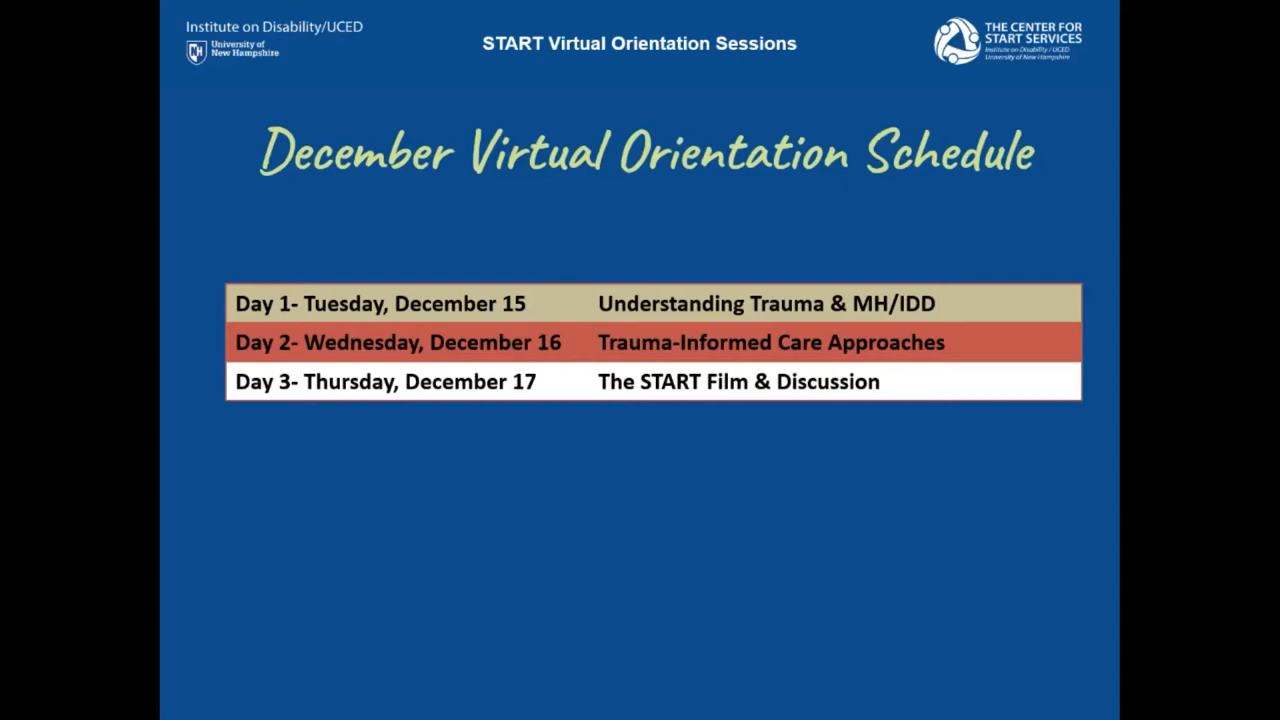 Institute on Disability/UCED
NH
University of
New Hampshire
START Virtual Orientation Sessions
THE CENTER FOR
START SERVICES
Institute on Disability / UCED
University of New Hampshire
December Virtual Orientation Schedule
Day 1- Tuesday, December 15 Understanding Trauma & MH/IDD
Day 2- Wednesday, December 16 Trauma-Informed Care Approaches
Day 3- Thursday, December 17 The START Film & Discussion